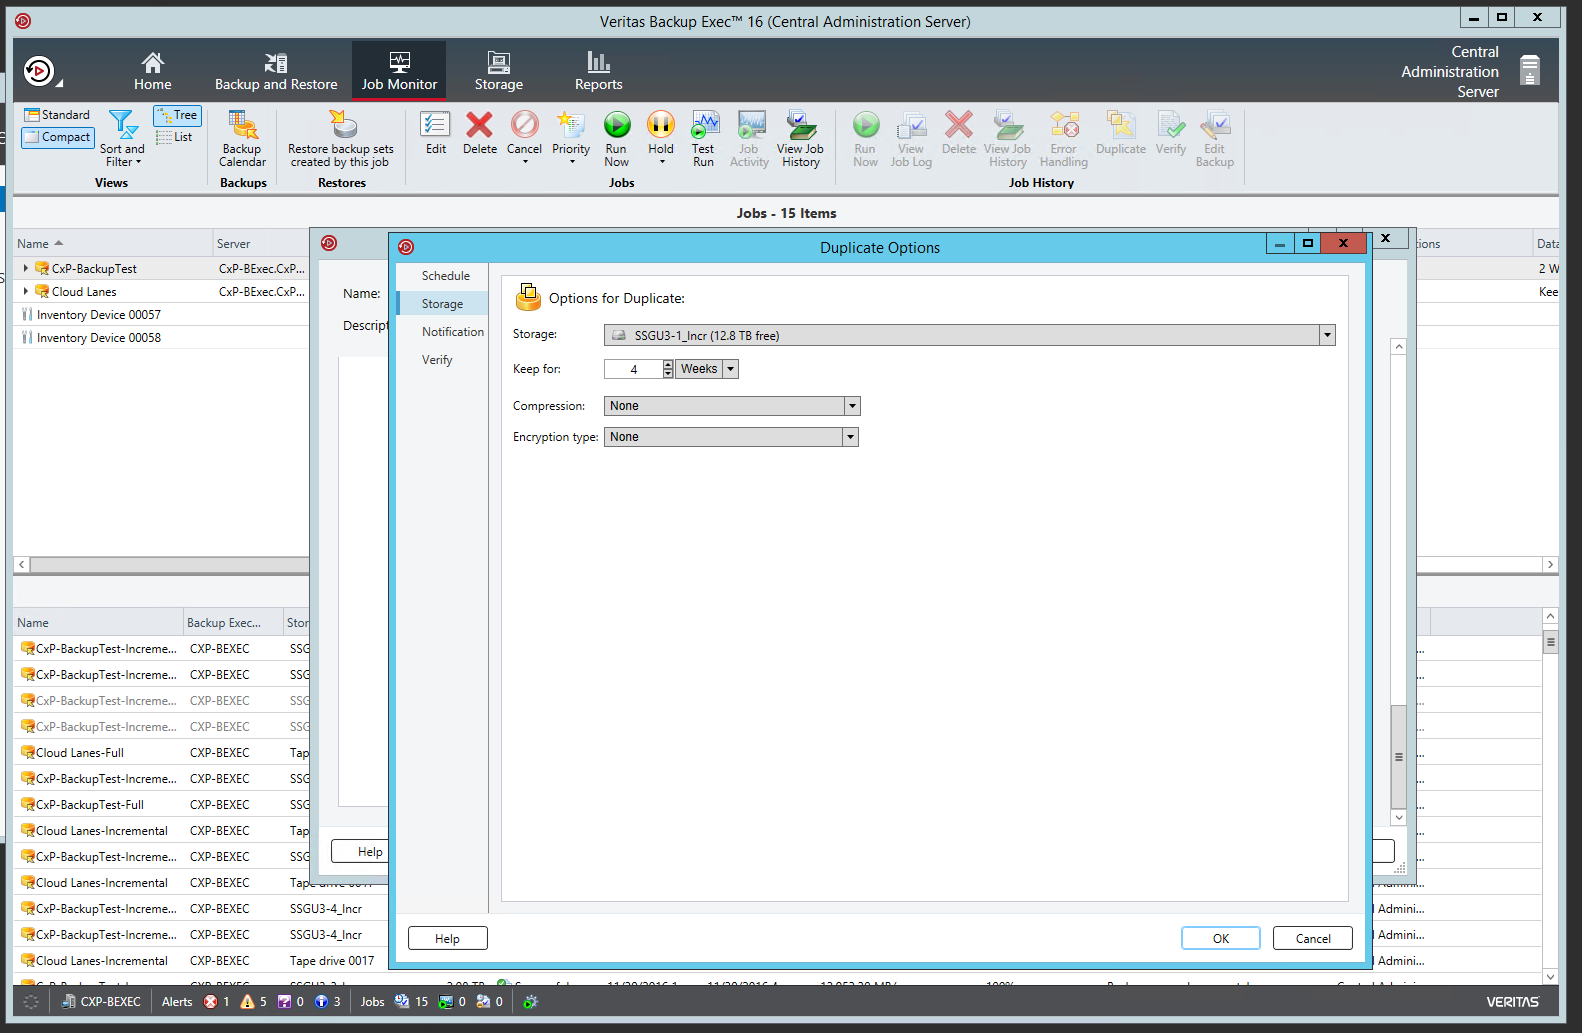 Veritas Backup Exec™ 16 (Central Administration Server)
Home
Backup and Restore
Job Monitor
Storage
Reports
Central
Administration
Server
Standard
Compact
Sort and
Filter
Tree
List
Views
Backup
Calendar
Backups
Restore backup sets
created by this job
Restores
Edit
Delete
Cancel
Priority
Run
Now
Hold
Test
Run
Job
Activity
View Job
History
Jobs
Run
Now
View
Job Log
Delete
View Job
History
Error
Handling
Duplicate
Verify
Edit
Backup
Job History
Jobs - 15 Items
Name Server
CxP-BackupTest CxP-BExec.CxP... 2 W
Cloud Lanes CxP-BExec.CxP... Kee
Inventory Device 00057
Inventory Device 00058
ions Data
Name:
Descript
Help
Duplicate Options
Schedule
Storage
Notification
Verify
Options for Duplicate:
Storage: SSGU3-1_Incr (12.8 TB free)
Keep for: 4 Weeks
Compression: None
Encryption type: None
Help OK Cancel
Name Backup Exec... Stor
CxP-BackupTest-Increme... CXP-BEXEC SSG ...
CxP-BackupTest-Increme... CXP-BEXEC SSG ...
CxP-BackupTest-Increme... CXP-BEXEC SSG ...
CxP-BackupTest-Increme... CXP-BEXEC SSG ...
Cloud Lanes-Full CXP-BEXEC Tap ...
CxP-BackupTest-Increme... CXP-BEXEC SSG ...
CxP-BackupTest-Full CXP-BEXEC SSG ...
Cloud Lanes-Incremental CXP-BEXEC Tap ...
CxP-BackupTest-Increme... CXP-BEXEC SSG ...
Cloud Lanes-Incremental CXP-BEXEC Tape drive 0017 l Admini...
CxP-BackupTest-Increme... CXP-BEXEC SSGU3-4_Incr l Admini...
CxP-BackupTest-Increme... CXP-BEXEC SSGU3-4_Incr l Admini...
Cloud Lanes-Incremental CXP-BEXEC Tape drive 0017 l Admini...
CXP-BEXEC Alerts 1 5 0 3 Jobs 15 0 0
VERITAS